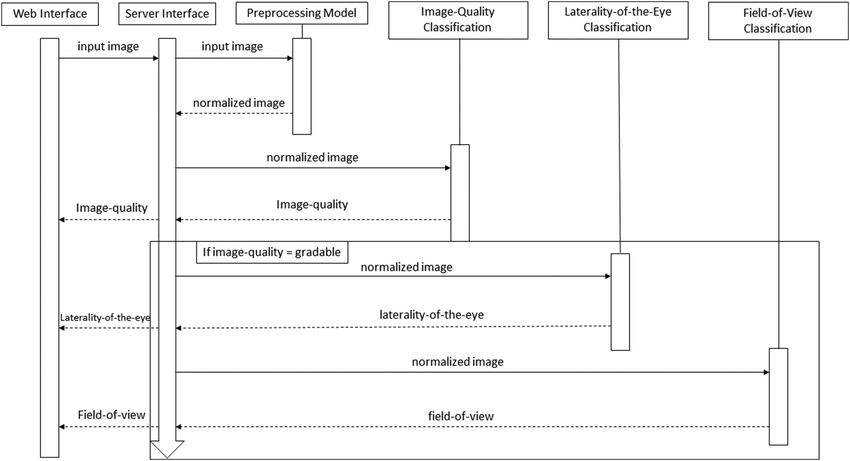 Web Interface
Server Interface
Preprocessing Model
Image-Quality
Classification
Laterality-of-the-Eye
Classification
Field-of-View
Classification
input image
input image
normalized image
normalized image
Image-quality
Image-quality
If image-quality = gradable
normalized image
Laterality-of-the-eye
laterality-of-the-eye
normalized image
Field-of-view
field-of-view